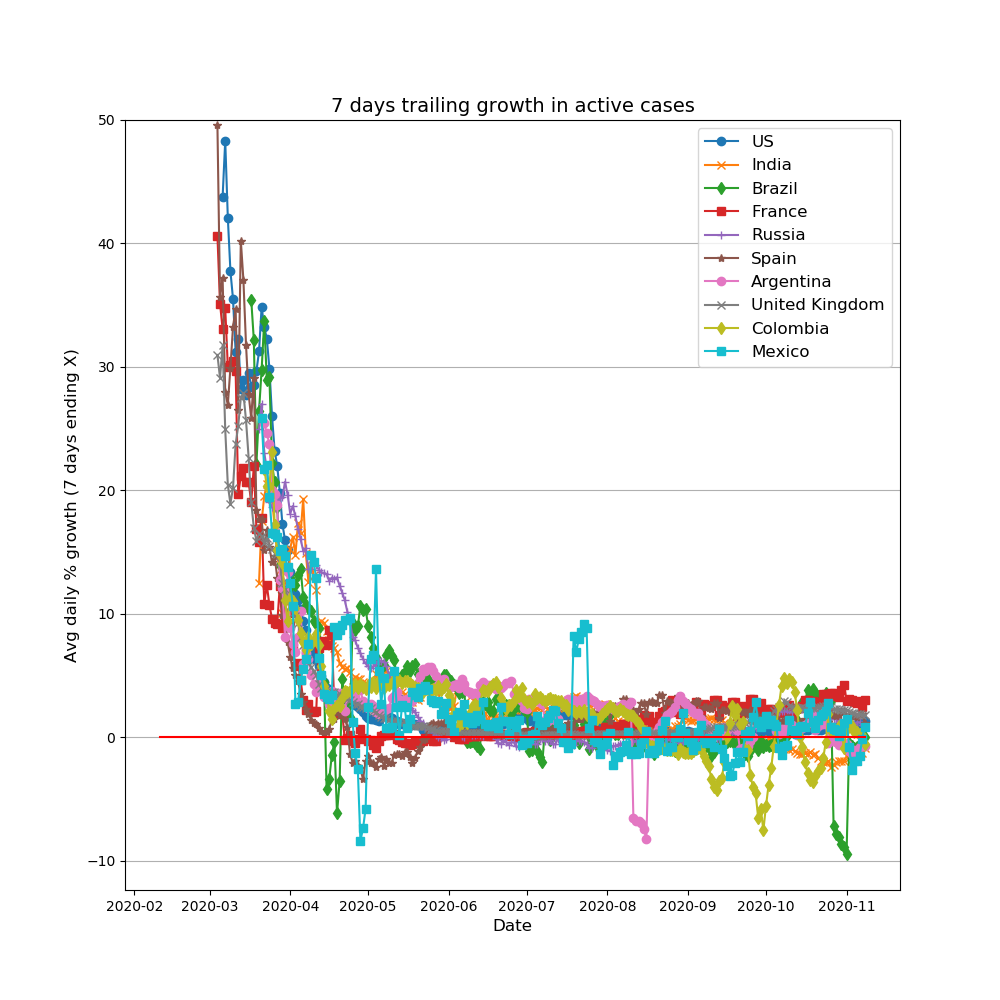 7 days trailing growth in active cases
50
40
30
20
10
0
−10
Avg daily % growth (7 days ending X)
US
India
Brazil
France
Russia
Spain
Argentina
United Kingdom
Colombia
Mexico
2020-02 2020-03 2020-04 2020-05 2020-06 2020-07 2020-08 2020-09 2020-10 2020-11
Date